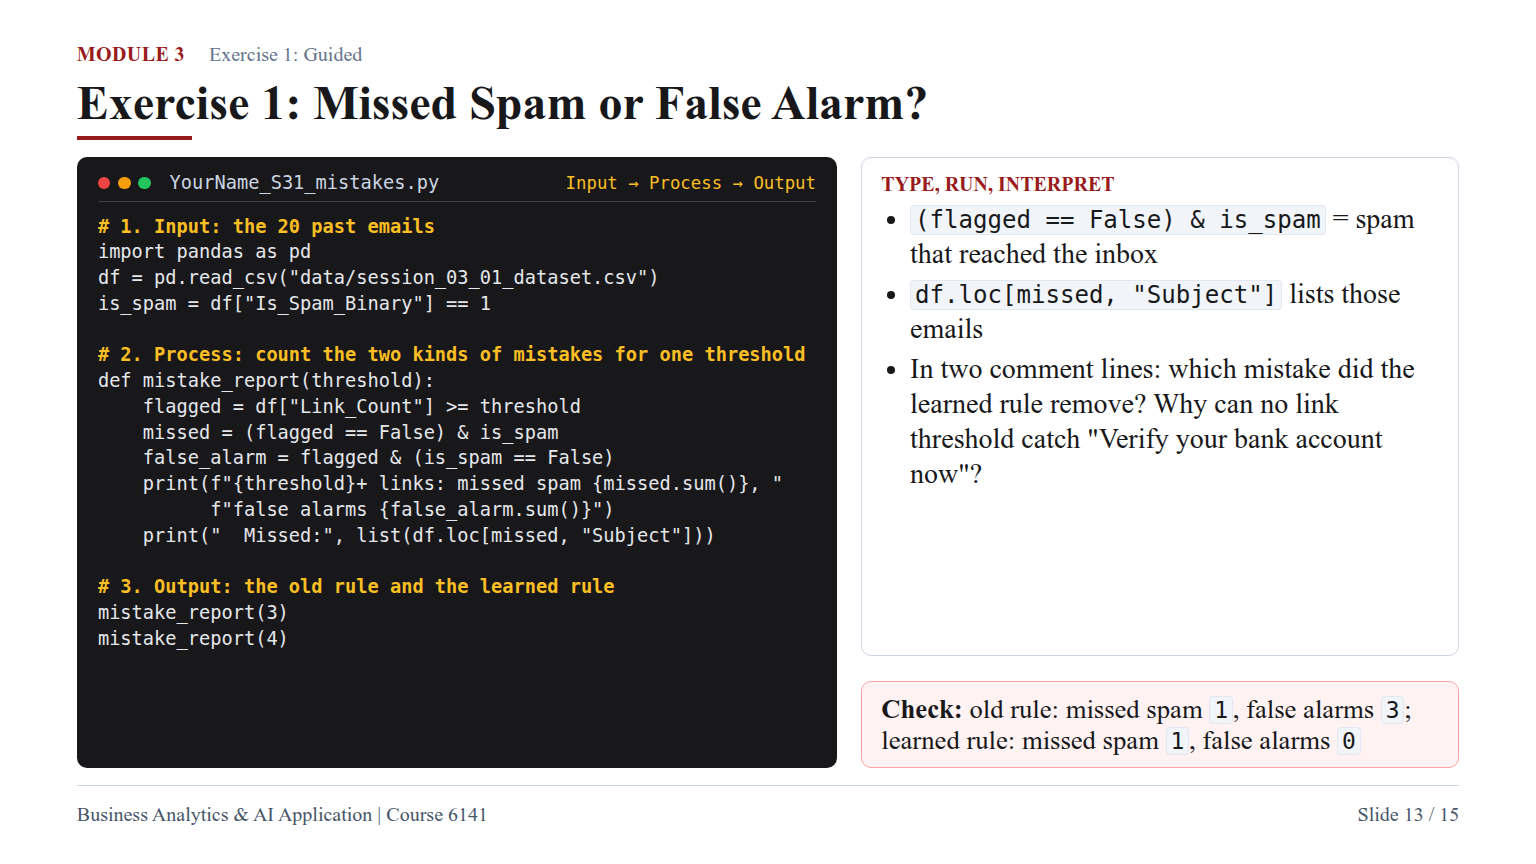 MODULE 3 Exercise 1: Guided
Exercise 1: Missed Spam or False Alarm?
YourName_S31_mistakes.py Input → Process → Output
# 1. Input: the 20 past emails
import pandas as pd
df = pd.read_csv("data/session_03_01_dataset.csv")
is_spam = df["Is_Spam_Binary"] == 1
# 2. Process: count the two kinds of mistakes for one threshold
def mistake_report(threshold):
    flagged = df["Link_Count"] >= threshold
    missed = (flagged == False) & is_spam
    false_alarm = flagged & (is_spam == False)
    print(f"{threshold}+ links: missed spam {missed.sum()}, "
          f"false alarms {false_alarm.sum()}")
    print("  Missed:", list(df.loc[missed, "Subject"]))
# 3. Output: the old rule and the learned rule
mistake_report(3)
mistake_report(4)
TYPE, RUN, INTERPRET
• (flagged == False) & is_spam = spam
that reached the inbox
• df.loc[missed, "Subject"] lists those
emails
• In two comment lines: which mistake did the
learned rule remove? Why can no link
threshold catch "Verify your bank account
now"?
Check: old rule: missed spam 1, false alarms 3;
learned rule: missed spam 1, false alarms 0
Business Analytics & AI Application | Course 6141
Slide 13 / 15